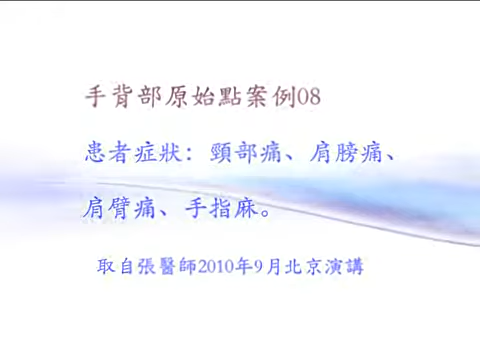 手背部原始點案例08
患者症狀：頸部痛、肩膀痛、
肩臂痛、手指麻。
取自張醫師2010年9月北京演講